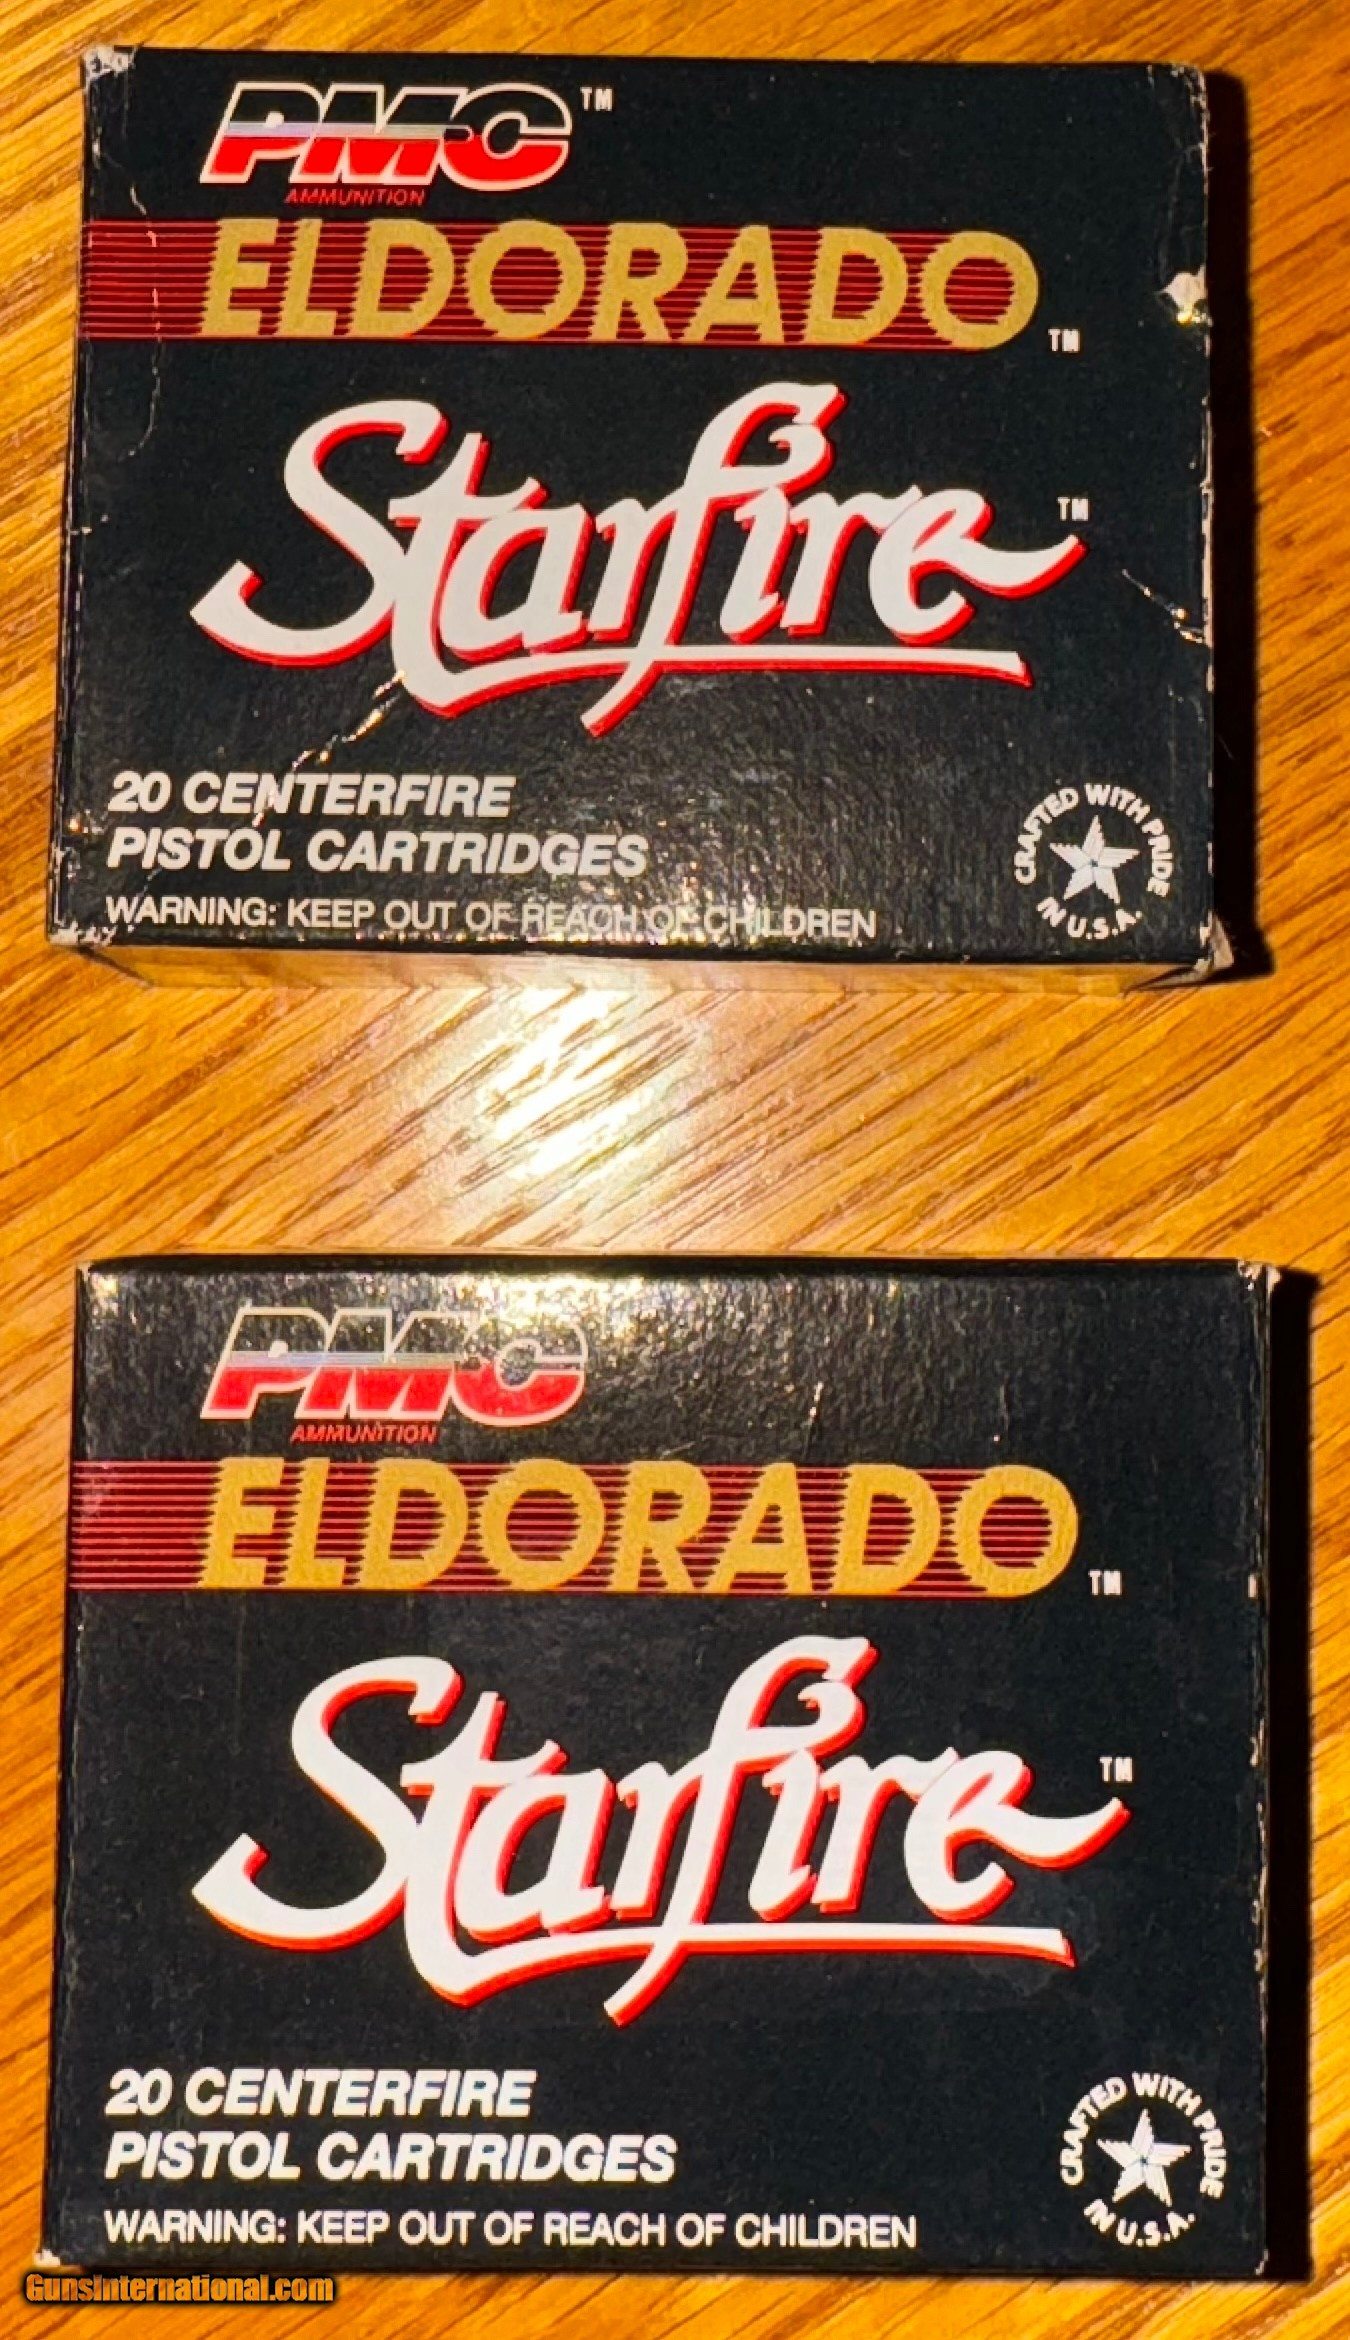 PMC™
AMMUNITION
ELDORADO™
Starfire™
20 CENTERFIRE
PISTOL CARTRIDGES
WARNING: KEEP OUT OF REACH OF CHILDREN
CRAFTED WITH PRIDE
IN U.S.A.
PMC
AMMUNITION
ELDORADO™
Starfire™
20 CENTERFIRE
PISTOL CARTRIDGES
WARNING: KEEP OUT OF REACH OF CHILDREN
CRAFTED WITH PRIDE
IN U.S.A.
GunsInternational.com